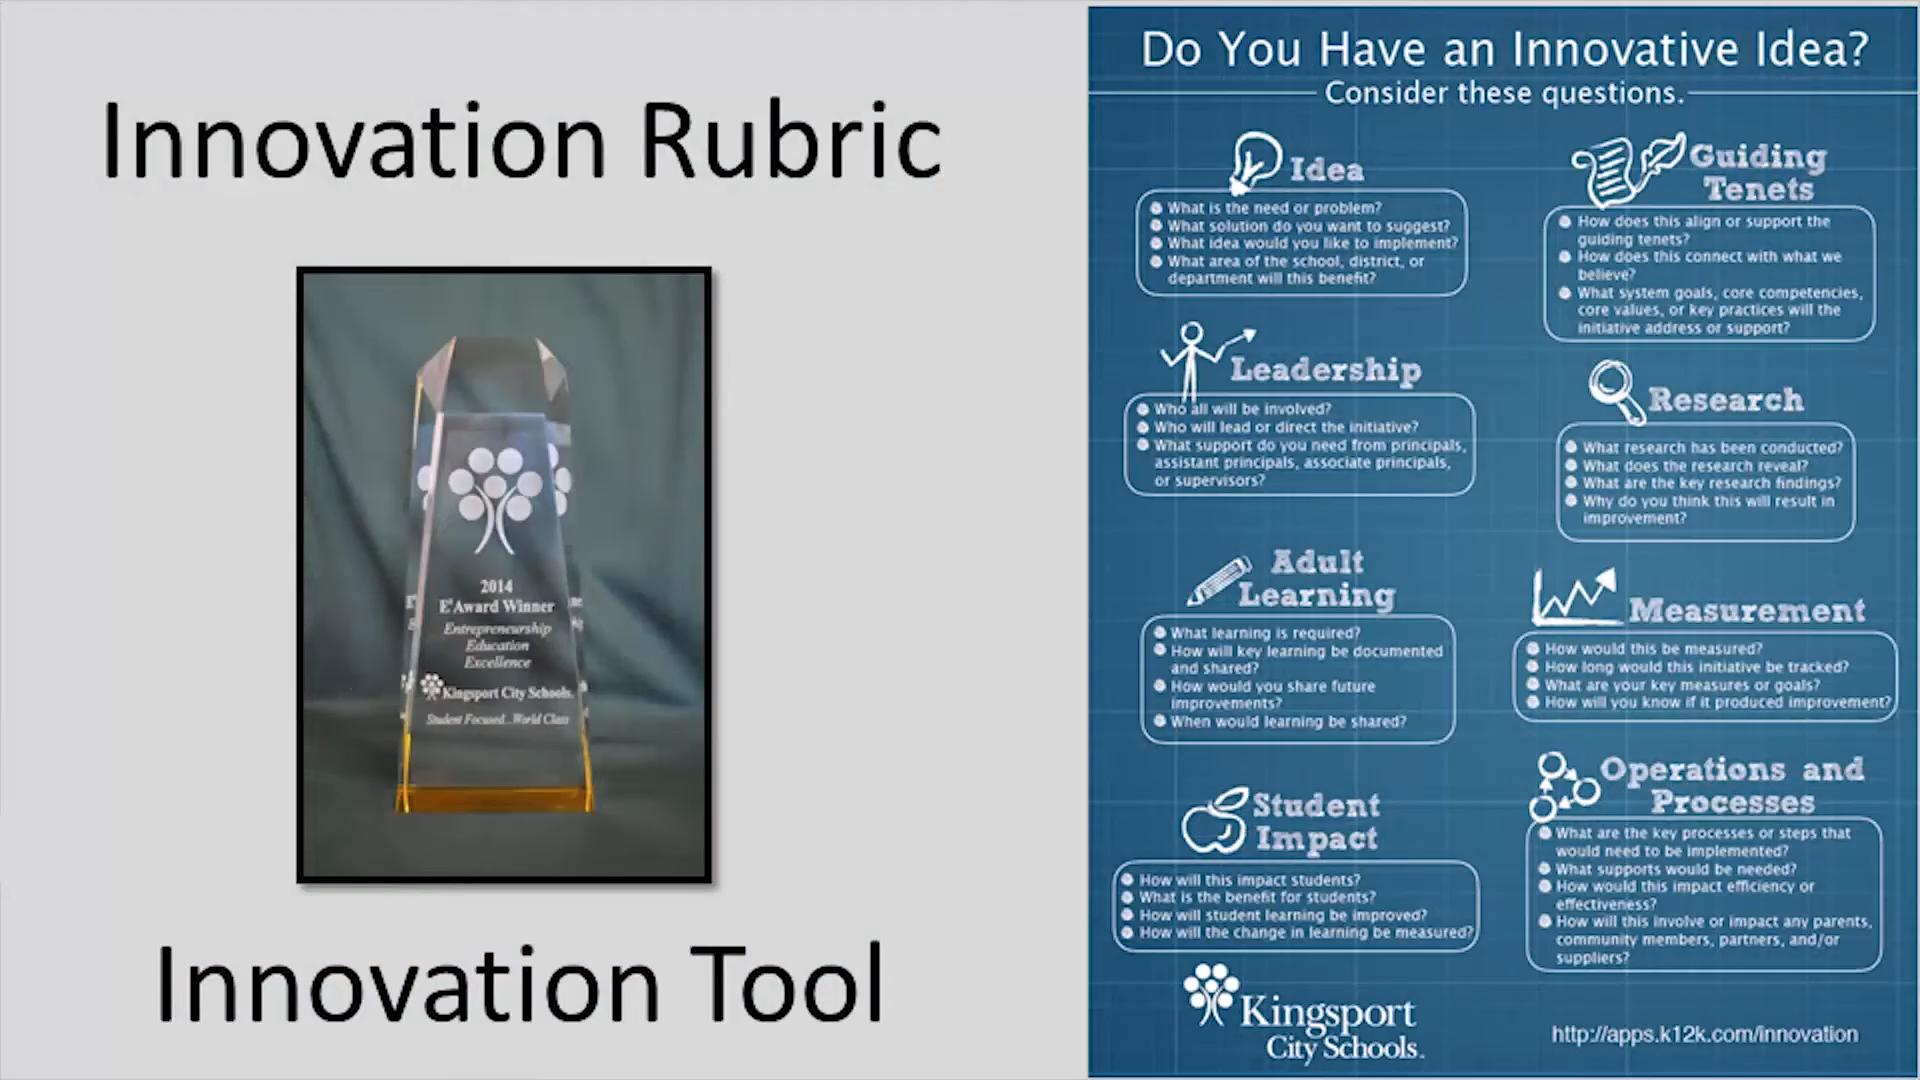 Innovation Rubric
2014
E³Award Winner
Entrepreneurship
Education
Excellence
Kingsport City Schools.
Student Focused...World Class
Innovation Tool
Do You Have an Innovative Idea?
Consider these questions.
Idea
What is the need or problem?
What solution do you want to suggest?
What idea would you like to implement?
What area of the school, district, or
department will this benefit?
Guiding
Tenets
How does this align or support the
guiding tenets?
How does this connect with what we
believe?
What system goals, core competencies,
core values, or key practices will the
initiative address or support?
Leadership
Who all will be involved?
Who will lead or direct the initiative?
What support do you need from principals,
assistant principals, associate principals,
or supervisors?
Research
What research has been conducted?
What does the research reveal?
What are the key research findings?
Why do you think this will result in
improvement?
Adult
Learning
What learning is required?
How will key learning be documented
and shared?
How would you share future
improvements?
When would learning be shared?
Measurement
How would this be measured?
How long would this initiative be tracked?
What are your key measures or goals?
How will you know if it produced improvement?
Student
Impact
How will this impact students?
What is the benefit for students?
How will student learning be improved?
How will the change in learning be measured?
Operations and
Processes
What are the key processes or steps that
would need to be implemented?
What supports would be needed?
How would this impact efficiency or
effectiveness?
How will this involve or impact any parents,
community members, partners, and/or
suppliers?
Kingsport
City Schools.
http://apps.k12k.com/innovation